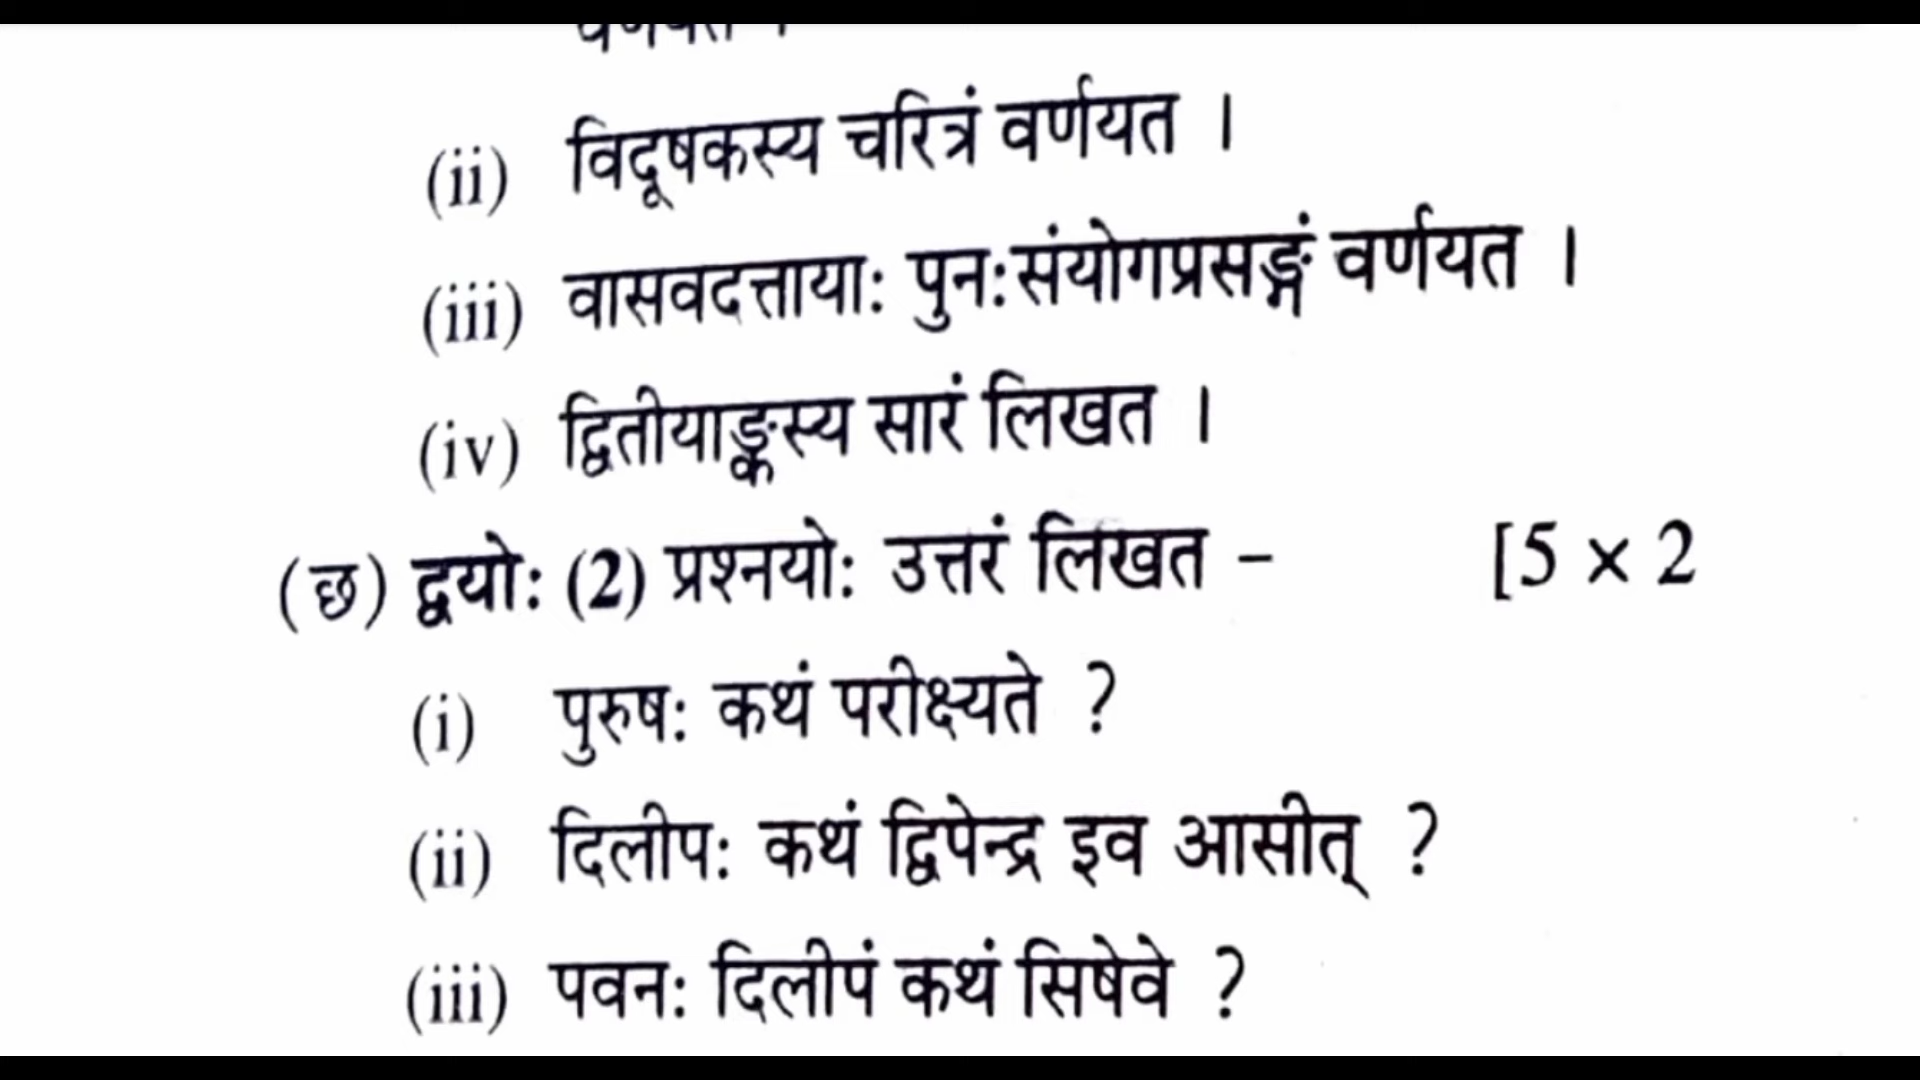 (ii) विदूषकस्य चरित्रं वर्णयत ।
(iii) वासवदत्तायाः पुनःसंयोगप्रसङ्गं वर्णयत ।
(iv) द्वितीयाङ्कस्य सारं लिखत ।
(छ) द्वयोः (2) प्रश्नयोः उत्तरं लिखत – [5 × 2
(i) पुरुषः कथं परीक्ष्यते ?
(ii) दिलीपः कथं द्विपेन्द्र इव आसीत् ?
(iii) पवनः दिलीपं कथं सिषेवे ?